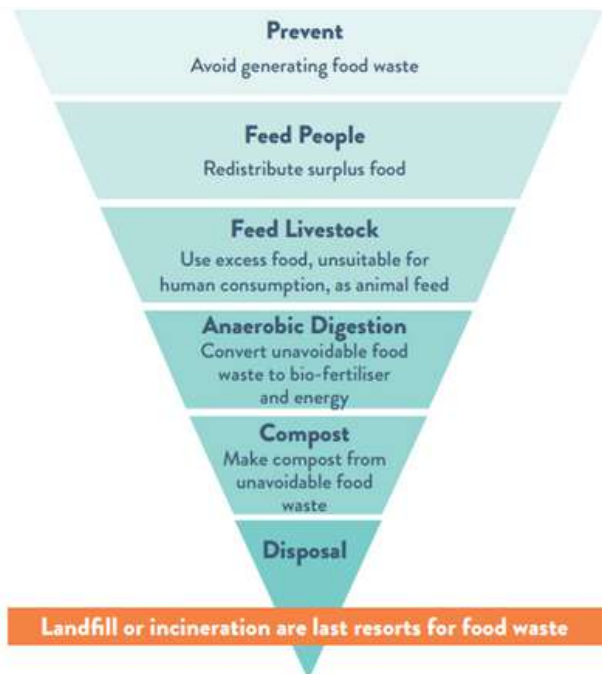 Prevent
Avoid generating food waste
Feed People
Redistribute surplus food
Feed Livestock
Use excess food, unsuitable for
human consumption, as animal feed
Anaerobic Digestion
Convert unavoidable food
waste to bio-fertiliser
and energy
Compost
Make compost from
unavoidable food
waste
Disposal
Landfill or incineration are last resorts for food waste